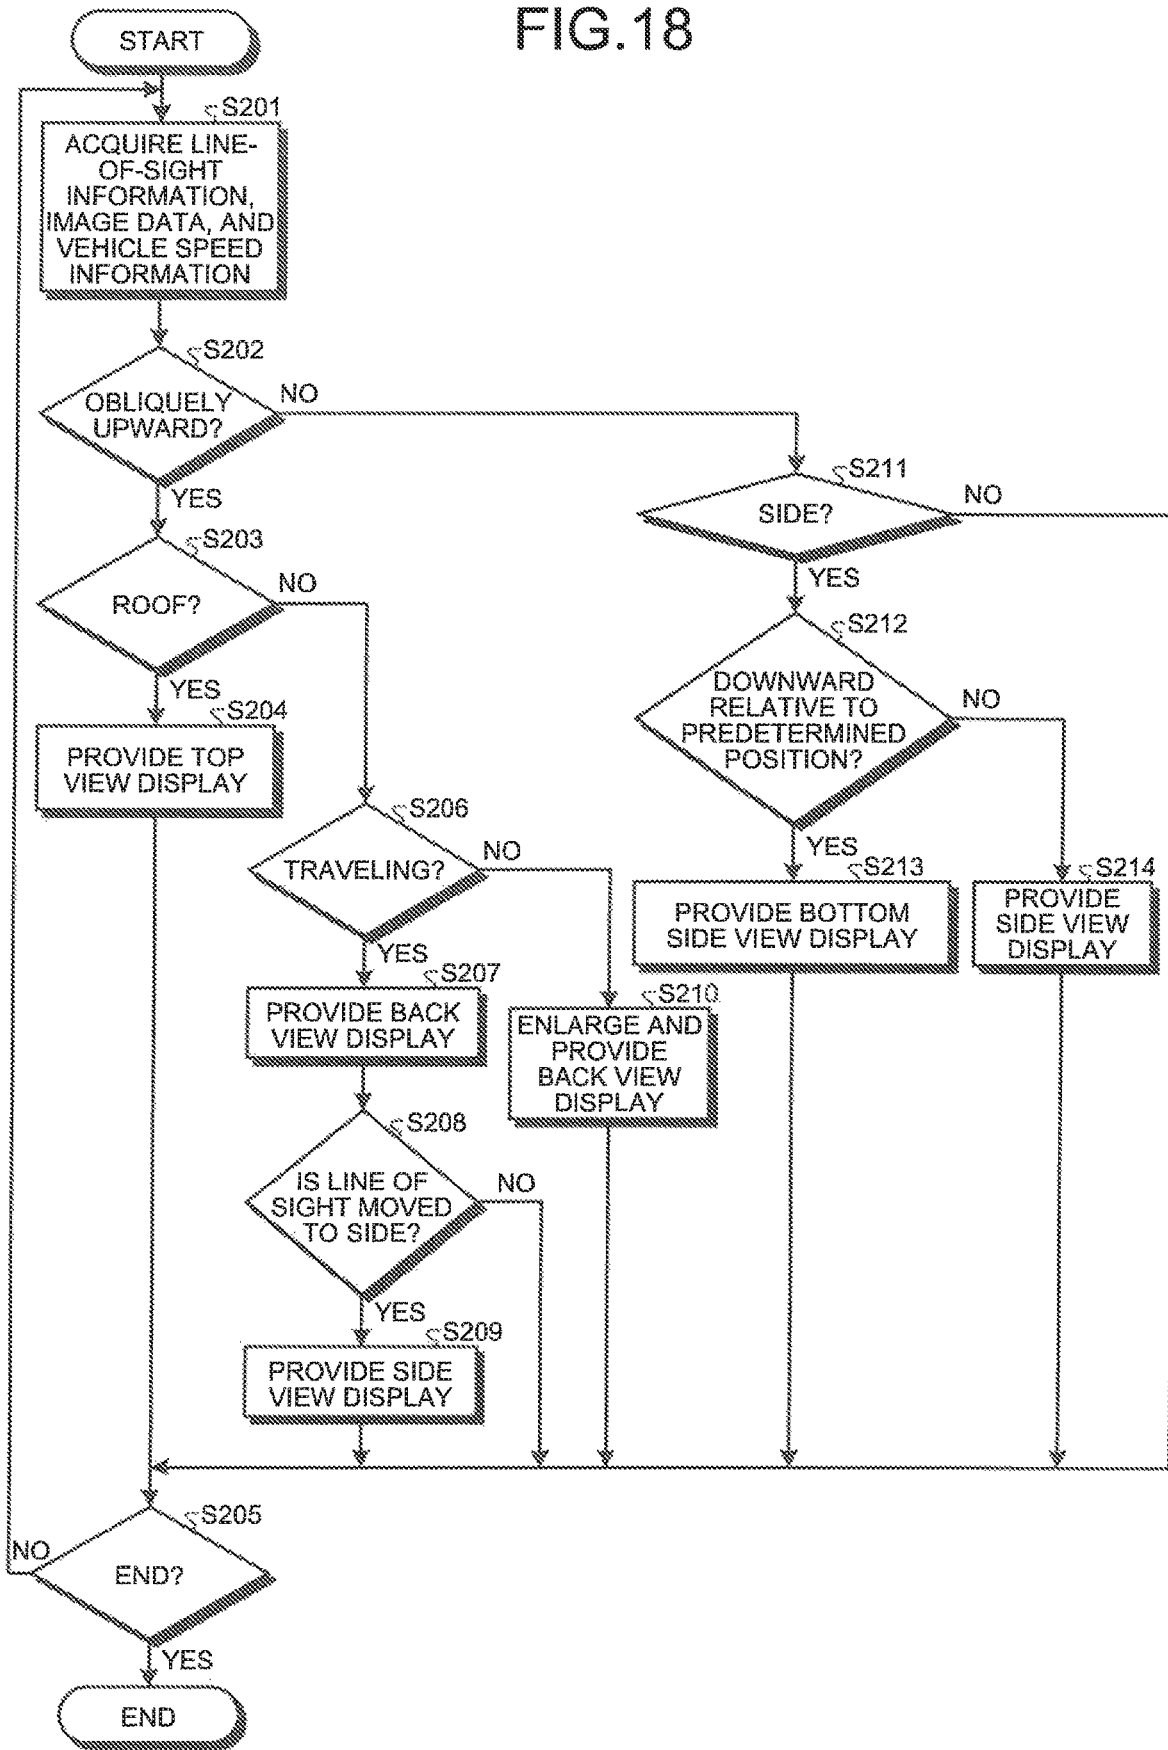 FIG.18
START
S201
ACQUIRE LINE-
OF-SIGHT
INFORMATION,
IMAGE DATA, AND
VEHICLE SPEED
INFORMATION
S202
OBLIQUELY
UPWARD?
NO
YES
S203
ROOF?
NO
YES
S204
PROVIDE TOP
VIEW DISPLAY
S206
TRAVELING?
NO
YES
S207
PROVIDE BACK
VIEW DISPLAY
S210
ENLARGE AND
PROVIDE
BACK VIEW
DISPLAY
S208
IS LINE OF
SIGHT MOVED
TO SIDE?
NO
YES
S209
PROVIDE SIDE
VIEW DISPLAY
S211
SIDE?
NO
YES
S212
DOWNWARD
RELATIVE TO
PREDETERMINED
POSITION?
NO
YES
S213
PROVIDE BOTTOM
SIDE VIEW DISPLAY
S214
PROVIDE
SIDE VIEW
DISPLAY
S205
END?
NO
YES
END